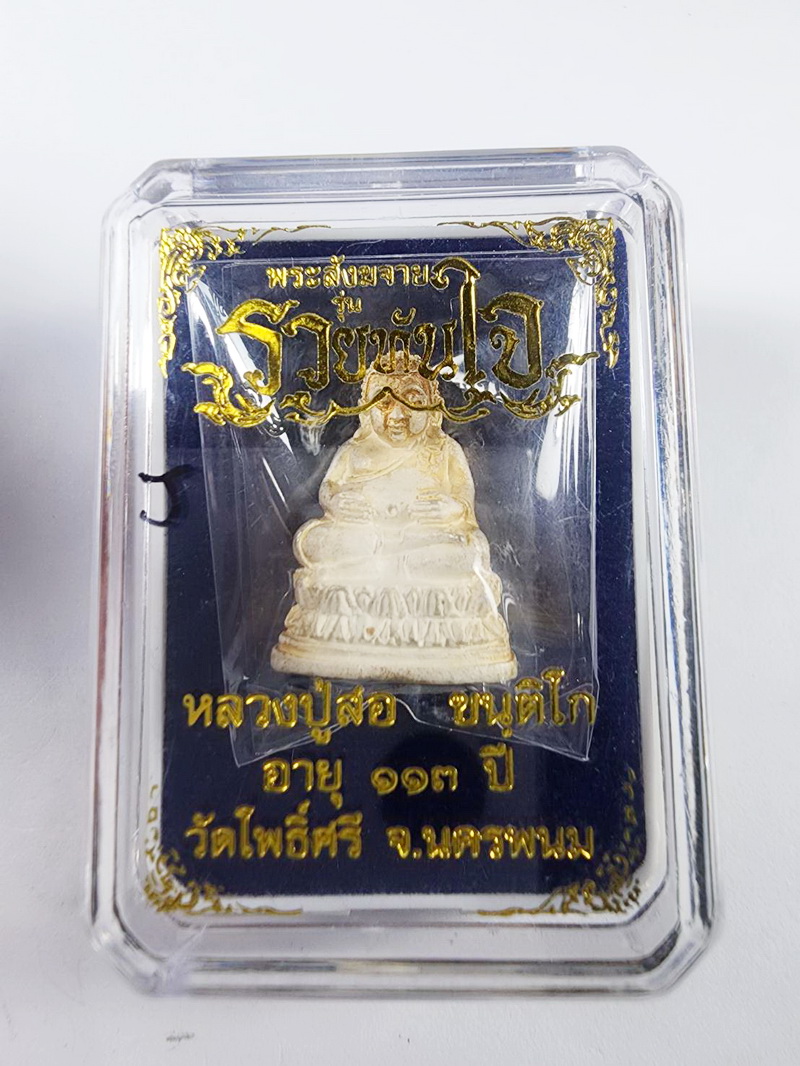 พระสังฆจาย
รุ่น
รวยทันใจ
หลวงปู่สอ ขนฺติโก
อายุ ๑๑๓ ปี
วัดโพธิ์ศรี จ.นครพนม